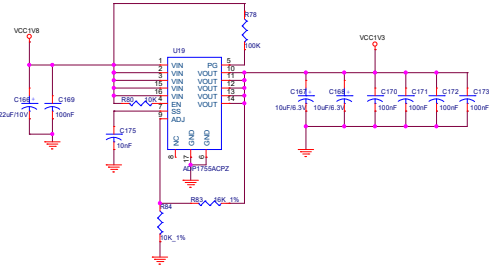 R78
100K
VCC1V8
VCC1V3
U19
1 VIN PG 5
2 VIN VOUT 10
3 VIN VOUT 11
15 VIN VOUT 12
16 VIN VOUT 13
4 EN VOUT 14
7 SS
9 ADJ
R80 10K
NC GND GND
8 17 6
ADP1755ACPZ
C166 +
22uF/10V
C169
100nF
C175
10nF
C167 +
10uF/6.3V
C168 +
10uF/6.3V
C170
100nF
C171
100nF
C172
100nF
C173
100nF
R83 16K_1%
R84
10K_1%